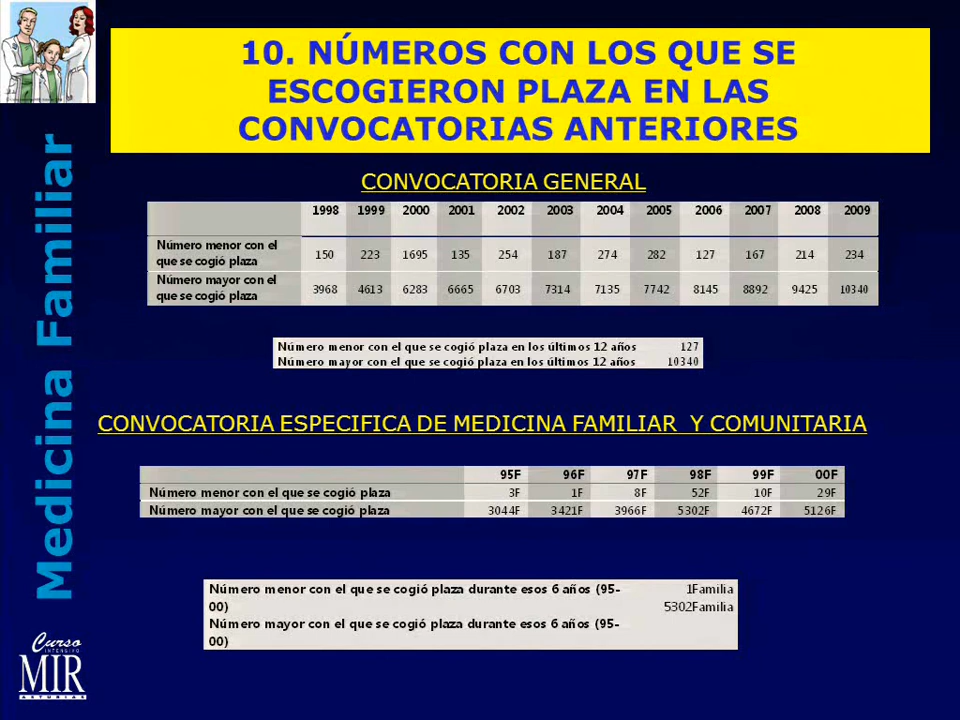 10. NÚMEROS CON LOS QUE SE
ESCOGIERON PLAZA EN LAS
CONVOCATORIAS ANTERIORES
Medicina Familiar
CONVOCATORIA GENERAL
1998 1999 2000 2001 2002 2003 2004 2005 2006 2007 2008 2009
Número menor con el
que se cogió plaza 150 223 1695 135 254 187 274 282 127 167 214 234
Número mayor con el
que se cogió plaza 3968 4613 6283 6665 6703 7314 7135 7742 8145 8892 9425 10340
Número menor con el que se cogió plaza en los últimos 12 años 127
Número mayor con el que se cogió plaza en los últimos 12 años 10340
CONVOCATORIA ESPECIFICA DE MEDICINA FAMILIAR Y COMUNITARIA
95F 96F 97F 98F 99F 00F
Número menor con el que se cogió plaza 3F 1F 8F 52F 10F 29F
Número mayor con el que se cogió plaza 3044F 3421F 3966F 5302F 4672F 5126F
Número menor con el que se cogió plaza durante esos 6 años (95- 1Familia
00) 5302Familia
Número mayor con el que se cogió plaza durante esos 6 años (95-
00)
Curso
INTENSIVO
MIR
ASTURIAS